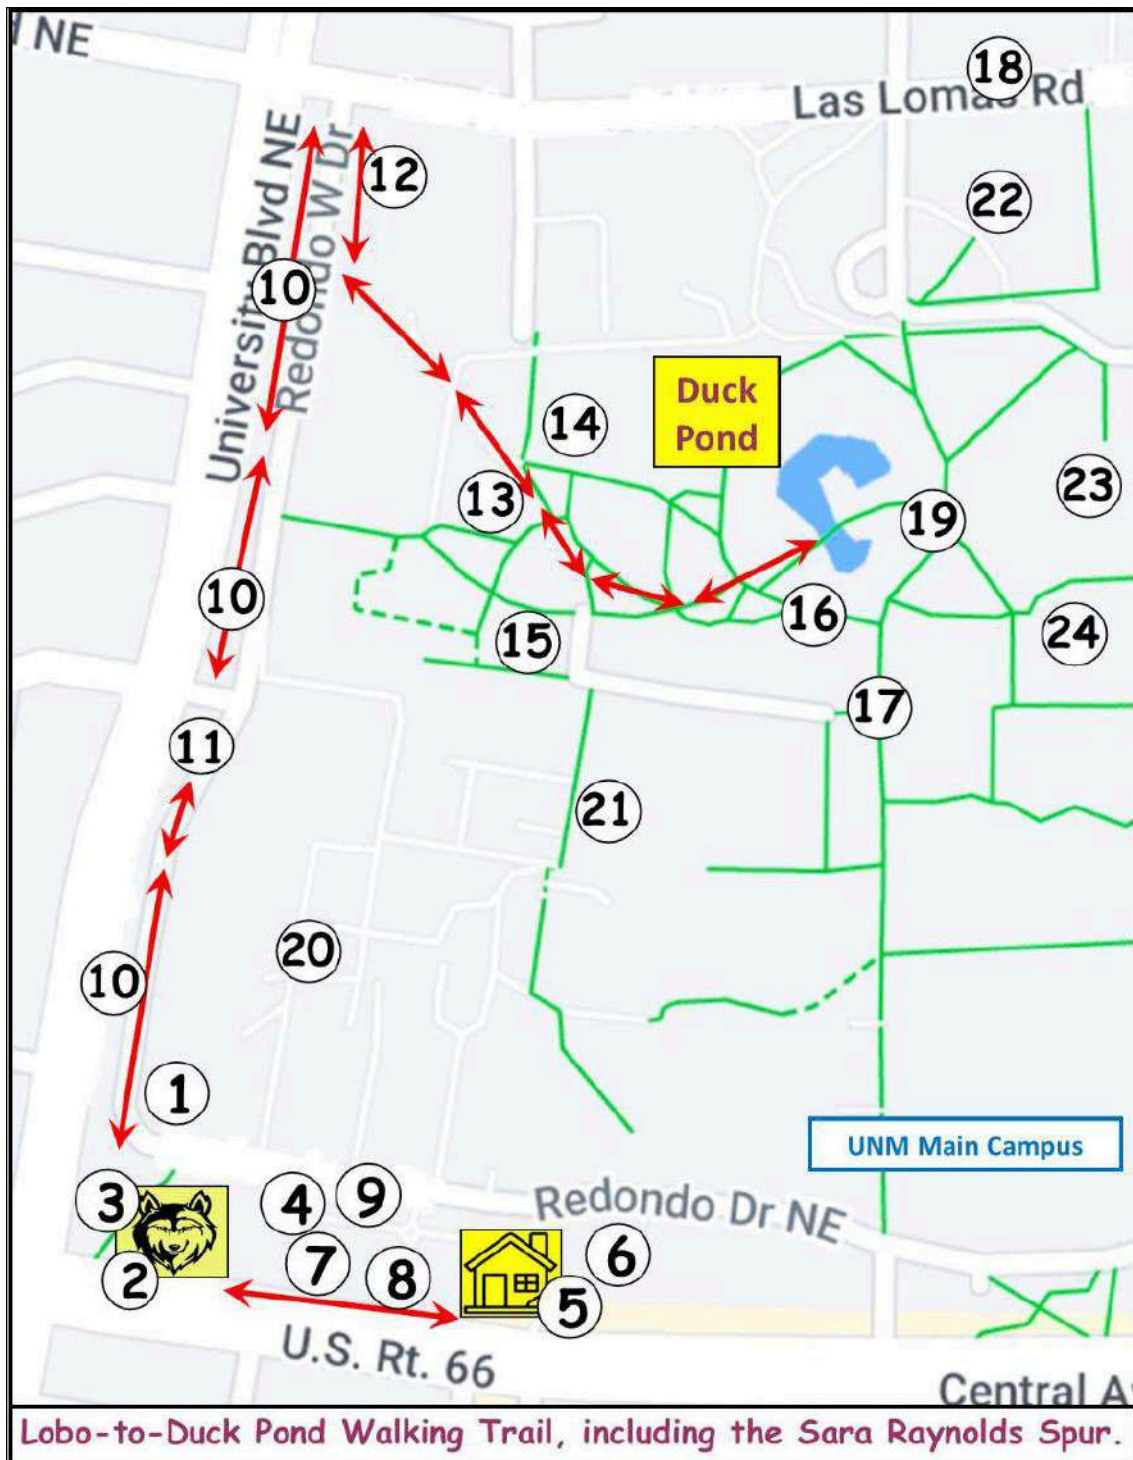 d NE
18
Las Lomas Rd
University Blvd NE
Redondo W Dr
12
22
10
Duck
Pond
14
13
23
19
10
16
15
24
17
11
21
20
10
1
UNM Main Campus
3
4
9
Redondo Dr NE
2
7
8
6
5
U.S. Rt. 66
Central A
Lobo-to-Duck Pond Walking Trail, including the Sara Raynolds Spur.